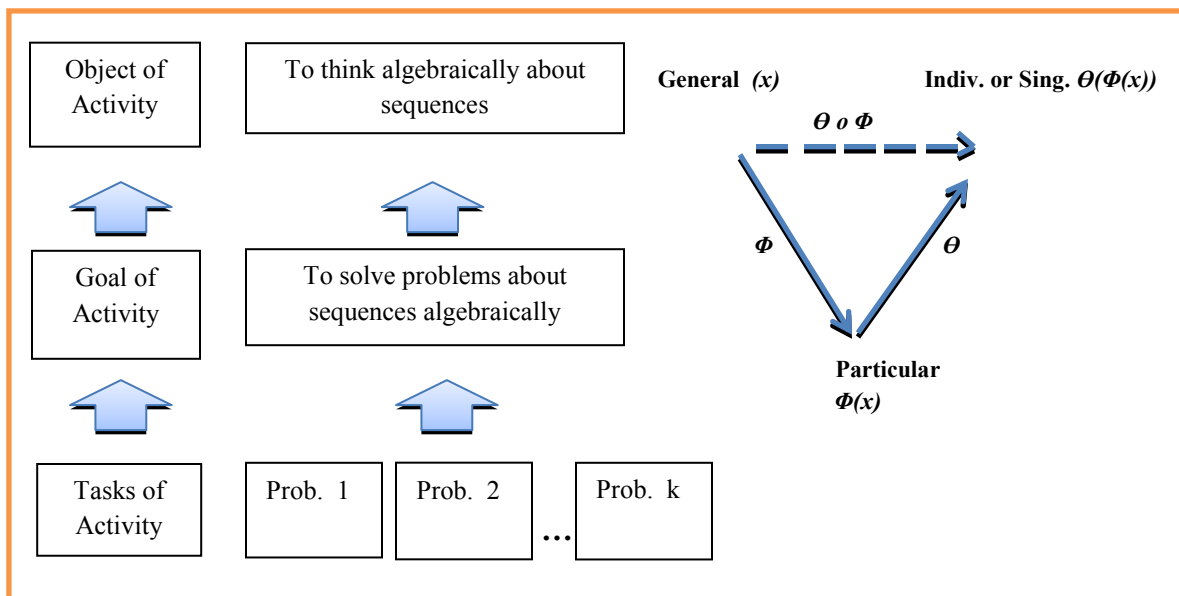 Object of
Activity
To think algebraically about
sequences
General (x)
Indiv. or Sing. Ө(Φ(x))
Ө o Φ
Goal of
Activity
To solve problems about
sequences algebraically
Φ
Ө
Particular
Φ(x)
Tasks of
Activity
Prob. 1
Prob. 2
...
Prob. k